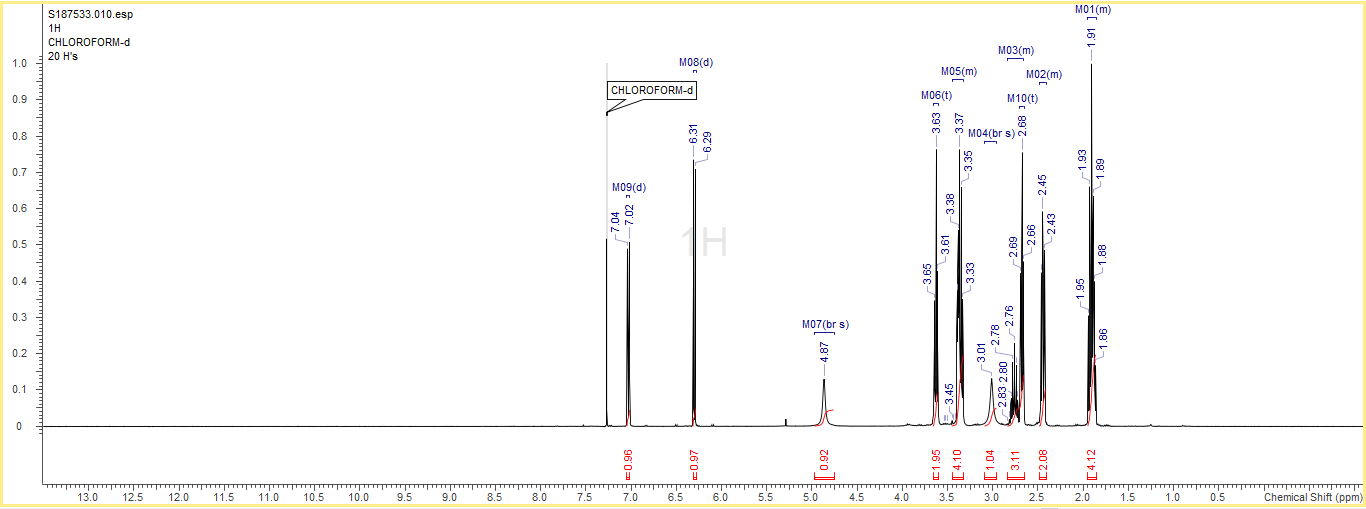 S187533.010.esp
1H
CHLOROFORM-d
20 H's
M01(m)
1.91
M03(m)
M02(m)
M08(d)
M05(m)
M06(t)
M10(t)
CHLOROFORM-d
3.63
3.37
2.68
M04(br s)
6.31
6.29
3.35
1.93
1.89
M09(d)
7.04
7.02
3.38
2.45
2.43
1H
3.65
3.61
3.33
2.69
2.66
1.95
1.88
M07(br s)
4.87
3.45
3.01
2.83
2.80
2.78
2.76
1.86
1.0
0.9
0.8
0.7
0.6
0.5
0.4
0.3
0.2
0.1
0
0.96
0.97
0.92
1.95
4.10
1.04
3.11
2.08
4.12
13.0 12.5 12.0 11.5 11.0 10.5 10.0 9.5 9.0 8.5 8.0 7.5 7.0 6.5 6.0 5.5 5.0 4.5 4.0 3.5 3.0 2.5 2.0 1.5 1.0 0.5 Chemical Shift (ppm)